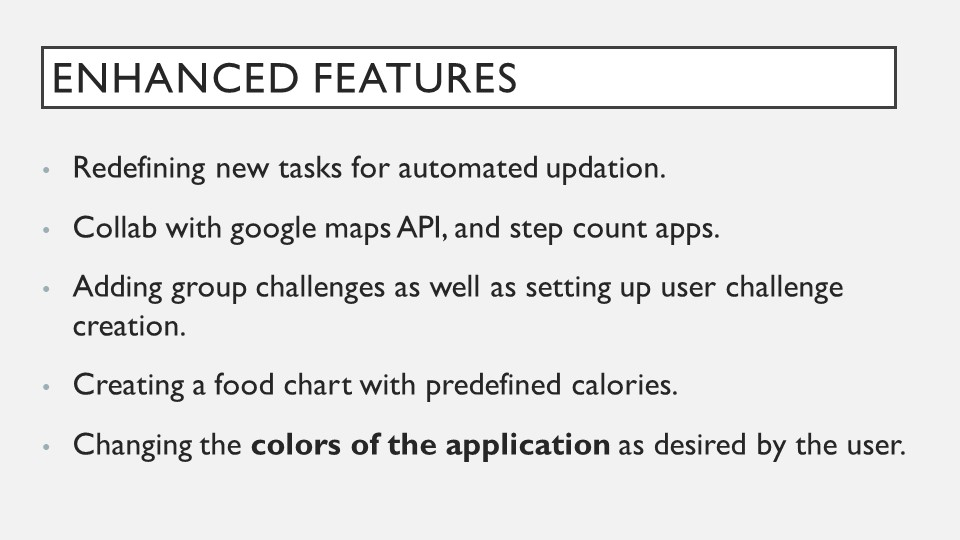 ENHANCED FEATURES
• Redefining new tasks for automated updation.
• Collab with google maps API, and step count apps.
• Adding group challenges as well as setting up user challenge
creation.
• Creating a food chart with predefined calories.
• Changing the colors of the application as desired by the user.